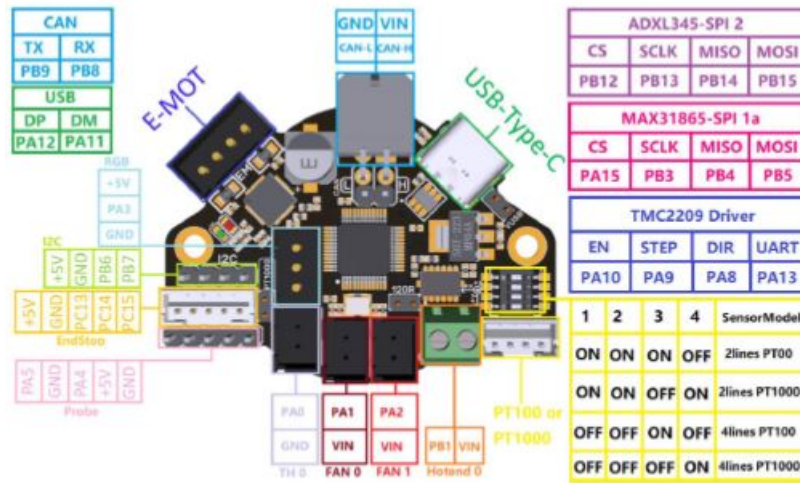 CAN
TX RX
PB9 PB8
USB
DP DM
PA12 PA11
GND VIN
CAN-L CAN-H
E-MOT
USB-Type-C
ADXL345-SPI 2
CS SCLK MISO MOSI
PB12 PB13 PB14 PB15
MAX31865-SPI 1a
CS SCLK MISO MOSI
PA15 PB3 PB4 PB5
TMC2209 Driver
EN STEP DIR UART
PA10 PA9 PA8 PA13
RGB
+5V
PA3
GND
I2C
+5V GND PB6 PB7
I2C
+5V GND PC13 PC14 PC15
EndStop
PA5 GND PA4 +5V GND
Probe
EMI
CAN
L H
120R
PA0
GND
TH 0
PA1
VIN
FAN 0
PA2
VIN
FAN 1
PB1 VIN
Hotend 0
PT100 or
PT1000
1 2 3 4 SensorModel
ON ON ON OFF 2lines PT00
ON ON OFF ON 2lines PT1000
OFF OFF ON OFF 4lines PT100
OFF OFF OFF ON 4lines PT1000